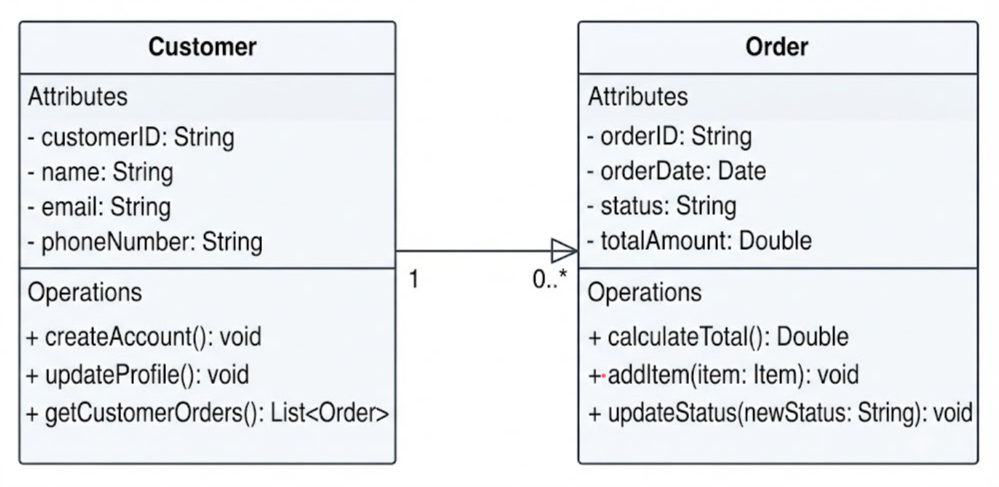 Customer
Attributes
- customerID: String
- name: String
- email: String
- phoneNumber: String
Operations
+ createAccount(): void
+ updateProfile(): void
+ getCustomerOrders(): List<Order>
1
0..*
Order
Attributes
- orderID: String
- orderDate: Date
- status: String
- totalAmount: Double
Operations
+ calculateTotal(): Double
+ addItem(item: Item): void
+ updateStatus(newStatus: String): void